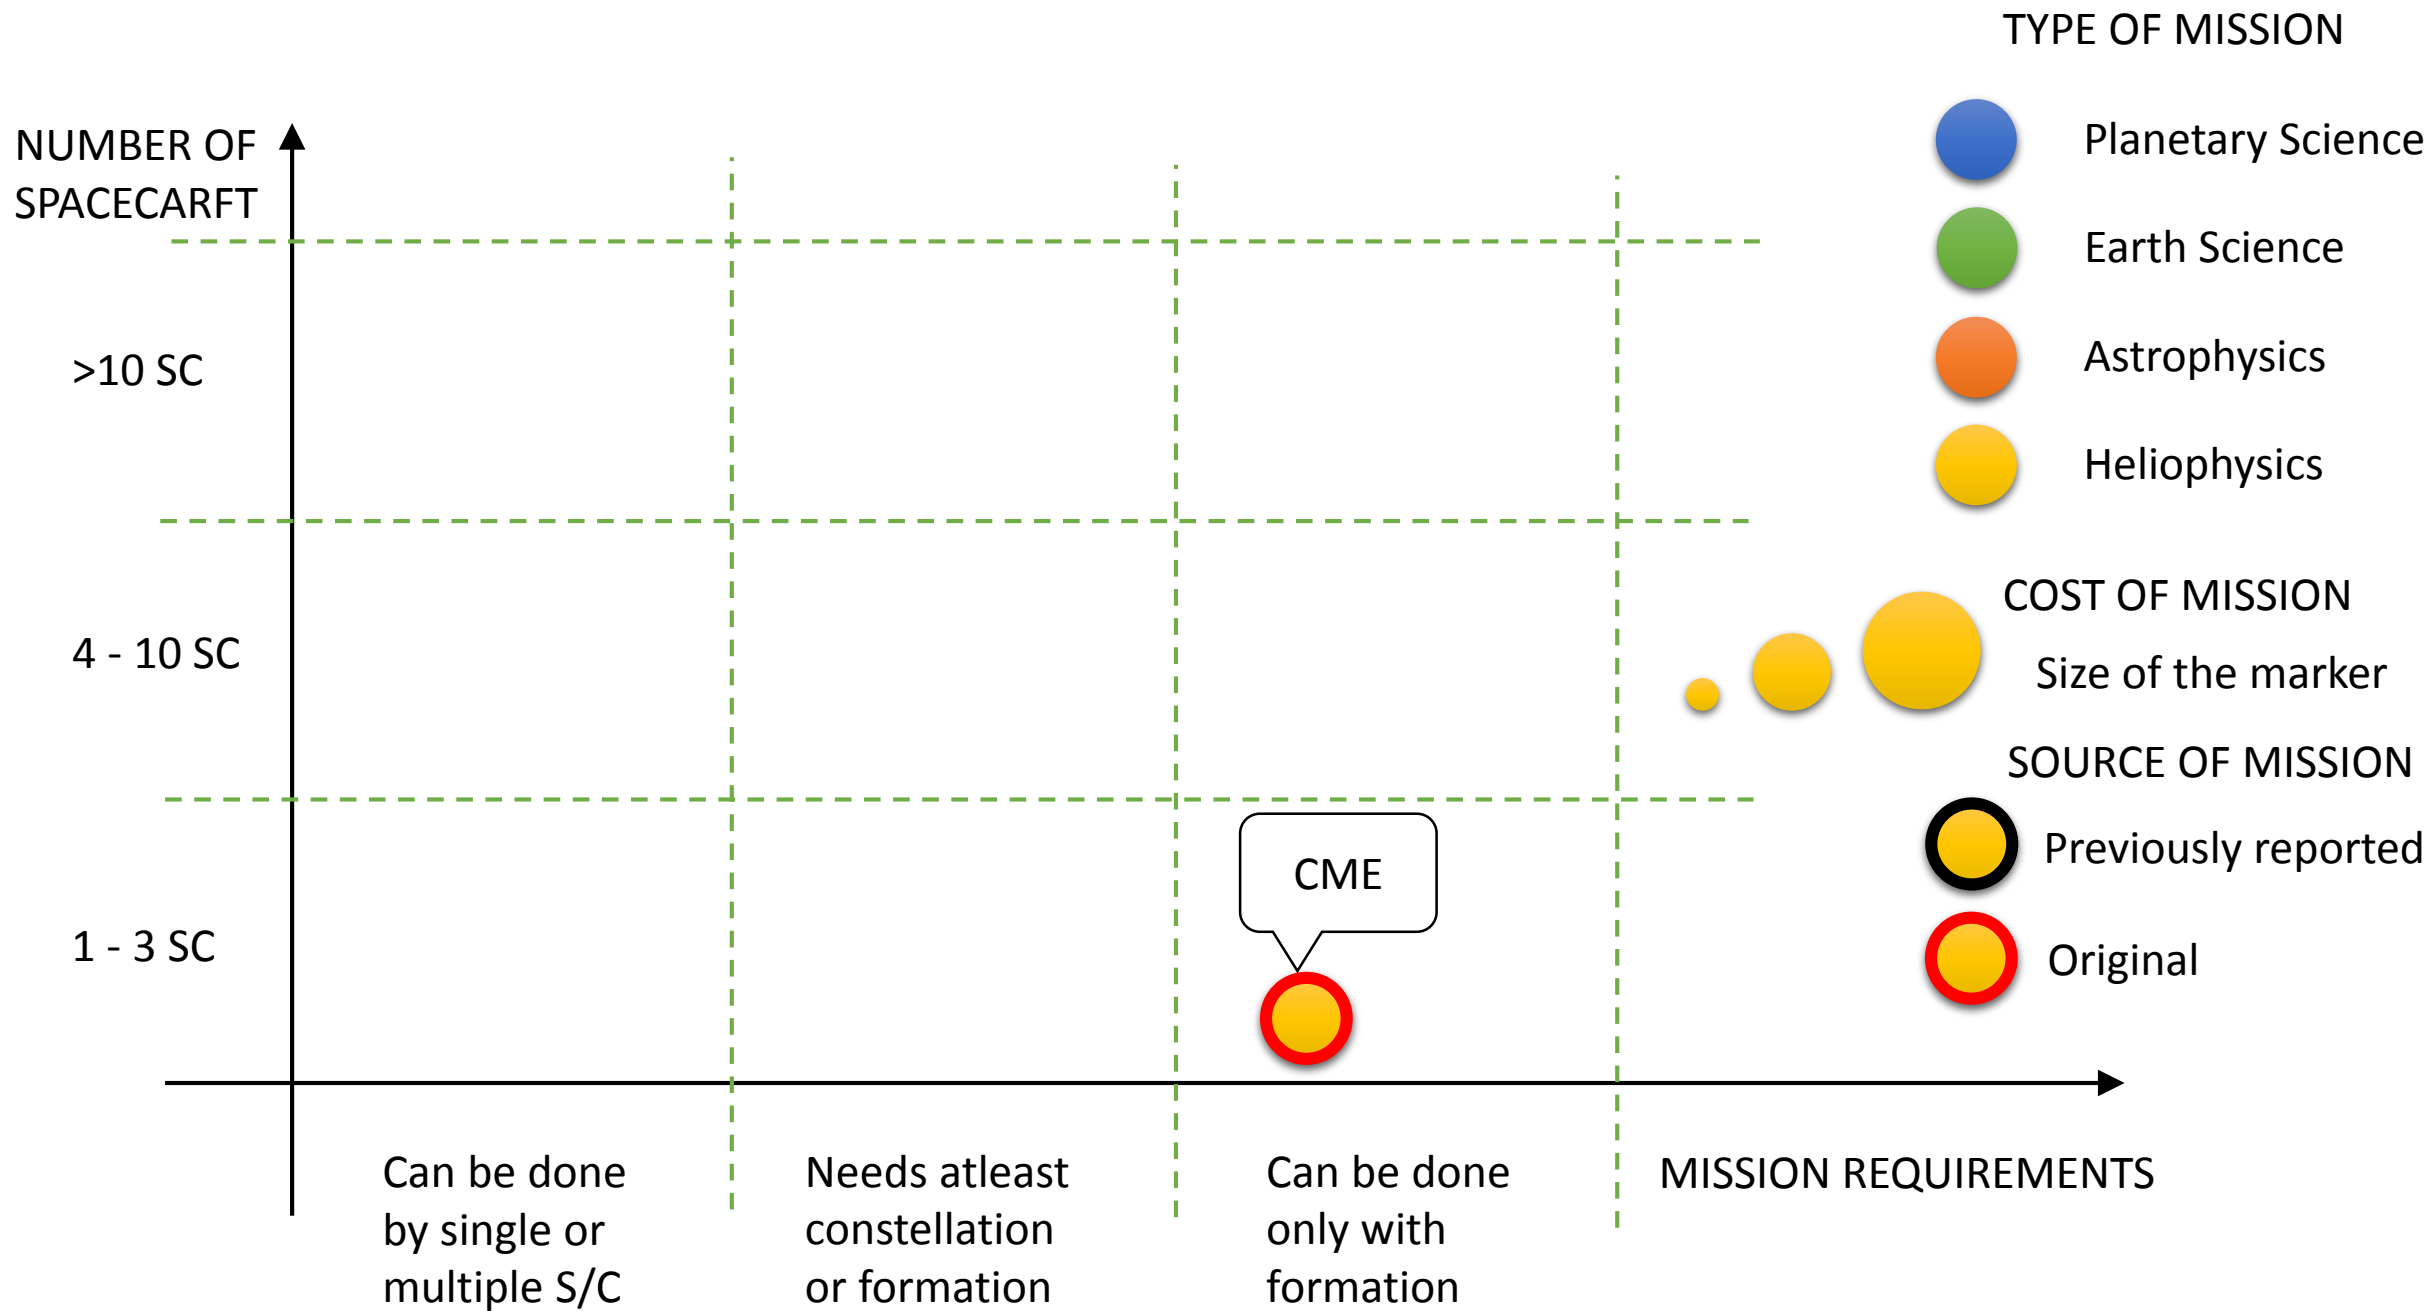 TYPE OF MISSION
Planetary Science
Earth Science
Astrophysics
Heliophysics
COST OF MISSION
Size of the marker
SOURCE OF MISSION
Previously reported
Original
NUMBER OF
SPACECARFT
>10 SC
4 - 10 SC
1 - 3 SC
CME
Can be done
by single or
multiple S/C
Needs atleast
constellation
or formation
Can be done
only with
formation
MISSION REQUIREMENTS